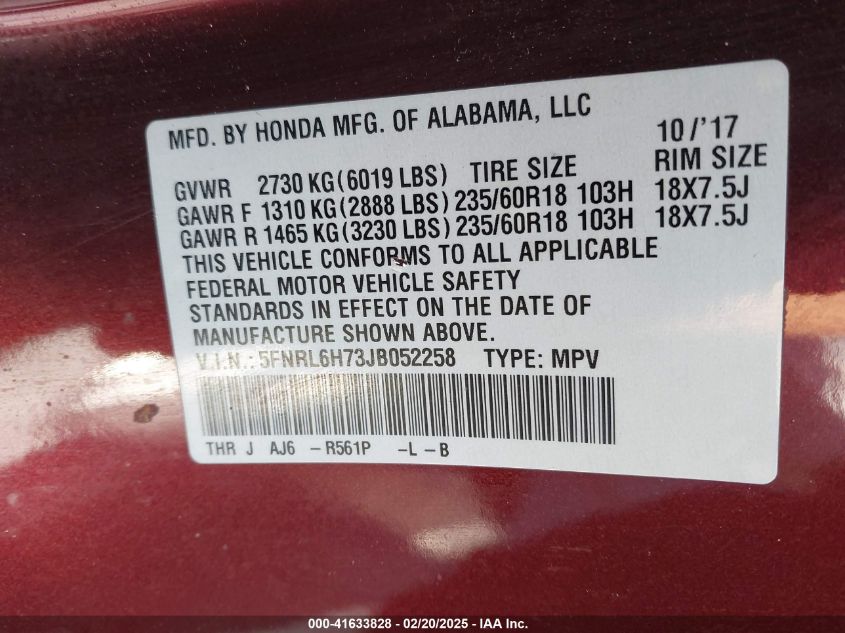 MFD. BY HONDA MFG. OF ALABAMA, LLC 10/'17
GVWR 2730 KG(6019 LBS) TIRE SIZE RIM SIZE
GAWR F 1310 KG(2888 LBS)235/60R18 103H 18X7.5J
GAWR R 1465 KG(3230 LBS)235/60R18 103H 18X7.5J
THIS VEHICLE CONFORMS TO ALL APPLICABLE
FEDERAL MOTOR VEHICLE SAFETY
STANDARDS IN EFFECT ON THE DATE OF
MANUFACTURE SHOWN ABOVE.
V.I.N.: 5FNRL6H73JB052258 TYPE: MPV
THR J AJ6 -R561P -L-B
000-41633828 - 02/20/2025 - IAA Inc.